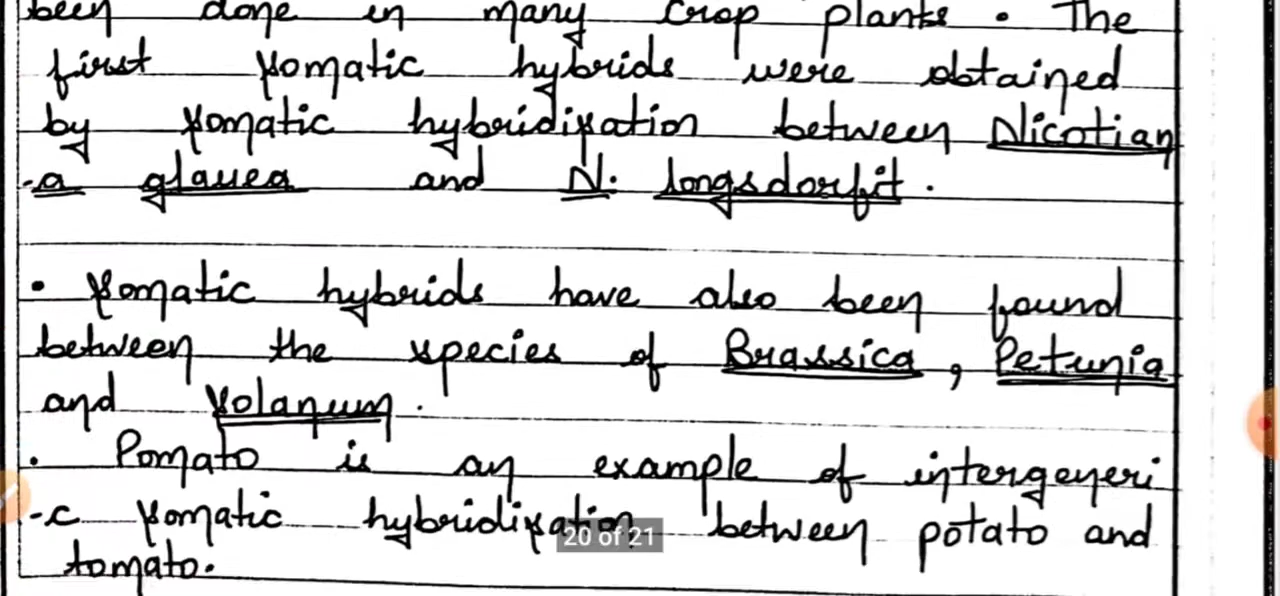 been done in many crop plants. The
first somatic hybrids were obtained
by somatic hybridization between Nicotian
-a glauca and N. longsdorfit.
• Somatic hybrids have also been found
between the species of Brassica, Petunia
and Solanum.
• Pomato is an example of intergeneri
-c somatic hybridization between potato and
tomato.
20 of 21